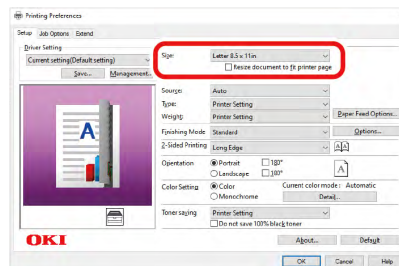 Printing Preferences
Setup Job Options Extend
Driver Setting
Current setting(Default setting)
Save... Management..
Size: Letter 8.5 x 11in
Resize document to fit printer page
Source: Auto
Type: Printer Setting
Weight: Printer Setting Paper Feed Options...
Finishing Mode Standard Options...
2-Sided Printing Long Edge
Orientation Portrait 180°
Landscape 180°
Color Setting Color Current color mode: Automatic
Monochrome Detail...
Toner saving Printer Setting
Do not save 100% black toner
A
A A
A
OKI
About... Default
OK Cancel Help